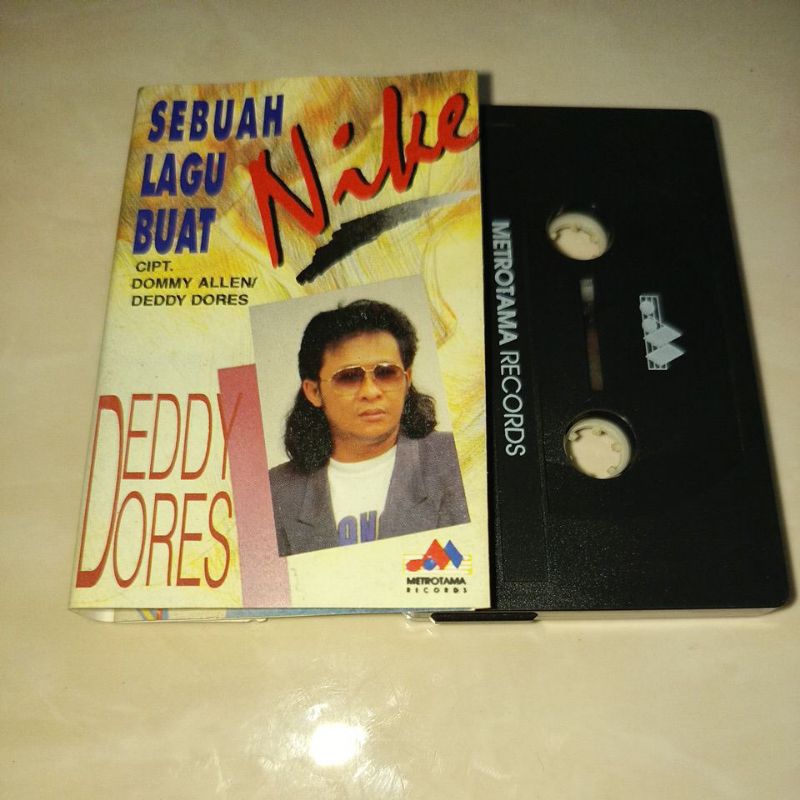 SEBUAH
LAGU
BUAT
Nike
CIPT.
DOMMY ALLEN/
DEDDY DORES
DEDDY
DORES
METROTAMA
RECORDS
METROTAMA RECORDS